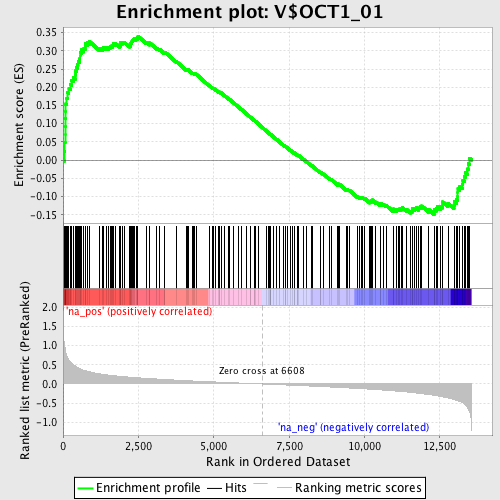 Enrichment plot: V$OCT1_01
Enrichment score (ES)
0.35
0.30
0.25
0.20
0.15
0.10
0.05
0.00
-0.05
-0.10
-0.15
'na_pos' (positively correlated)
Ranked list metric (PreRanked)
2.0
1.5
1.0
0.5
0.0
-0.5
-1.0
Zero cross at 6608
'na_neg' (negatively correlated)
0 2,500 5,000 7,500 10,000 12,500
Rank in Ordered Dataset
Enrichment profile Hits Ranking metric scores